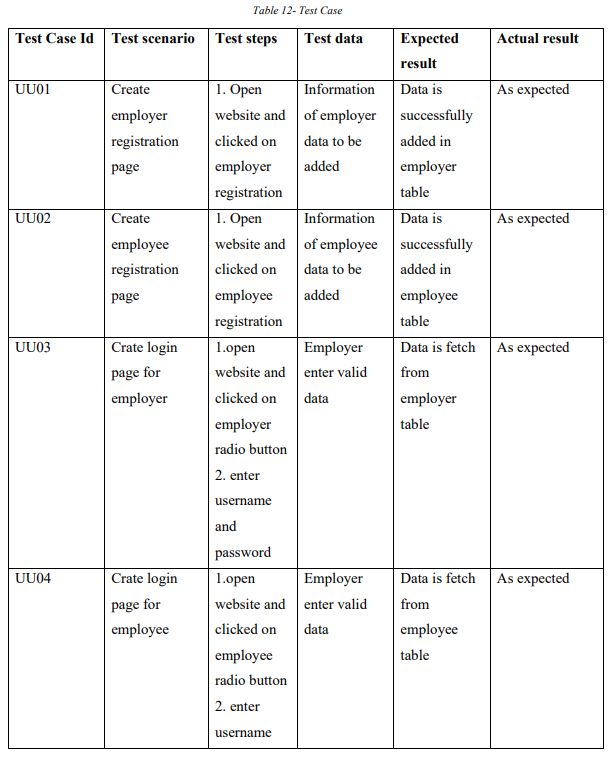 Table 12- Test Case
Test Case Id Test scenario Test steps Test data Expected result Actual result
UU01
Create
employer
registration
page
1. Open
website and
clicked on
employer
registration
Information
of employer
data to be
added
Data is
successfully
added in
employer
table
As expected
UU02
Create
employee
registration
page
1. Open
website and
clicked on
employee
registration
Information
of employee
data to be
added
Data is
successfully
added in
employee
table
As expected
UU03
Crate login
page for
employer
1.open
website and
clicked on
employer
radio button
2. enter
username
and
password
Employer
enter valid
data
Data is fetch
from
employer
table
As expected
UU04
Crate login
page for
employee
1.open
website and
clicked on
employee
radio button
2. enter
username
Employer
enter valid
data
Data is fetch
from
employee
table
As expected